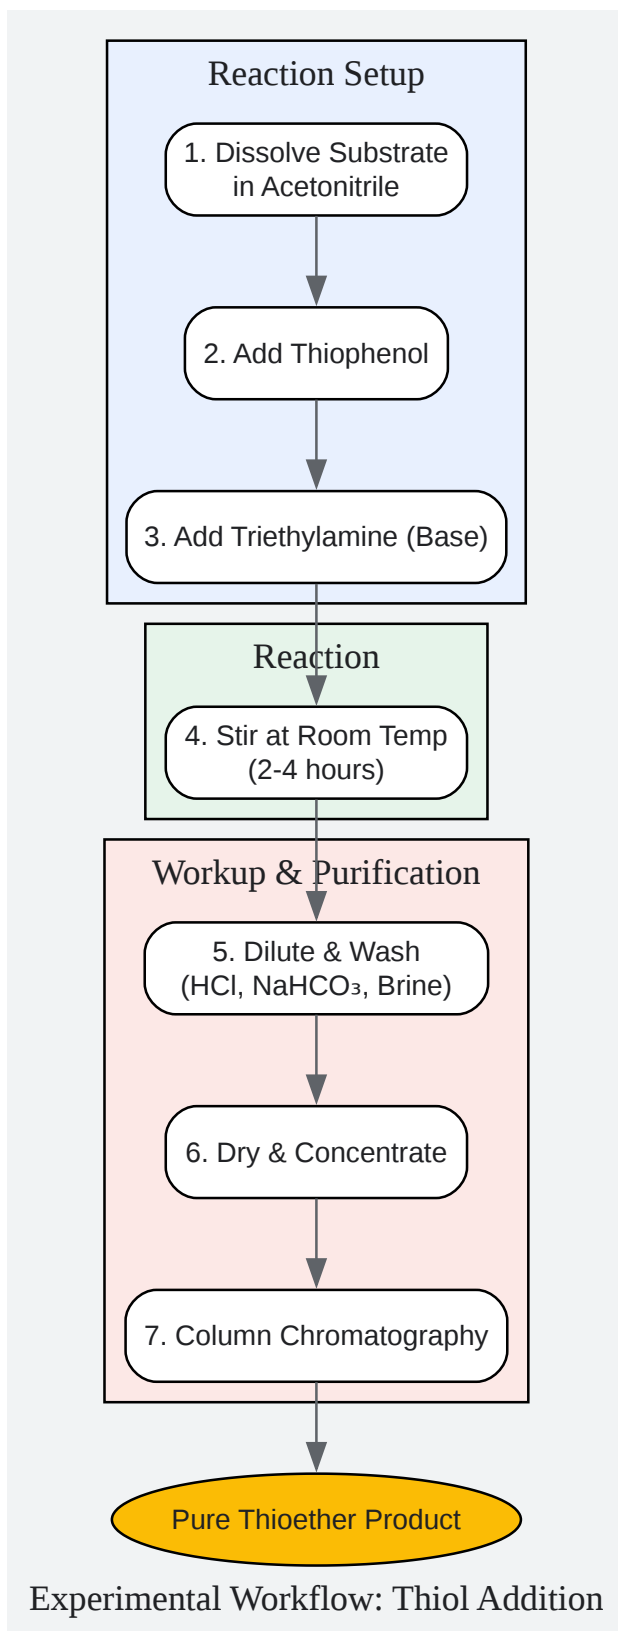 Reaction Setup
1. Dissolve Substrate
in Acetonitrile
2. Add Thiophenol
3. Add Triethylamine (Base)
Reaction
4. Stir at Room Temp
(2-4 hours)
Workup & Purification
5. Dilute & Wash
(HCl, NaHCO₃, Brine)
6. Dry & Concentrate
7. Column Chromatography
Pure Thioether Product
Experimental Workflow: Thiol Addition